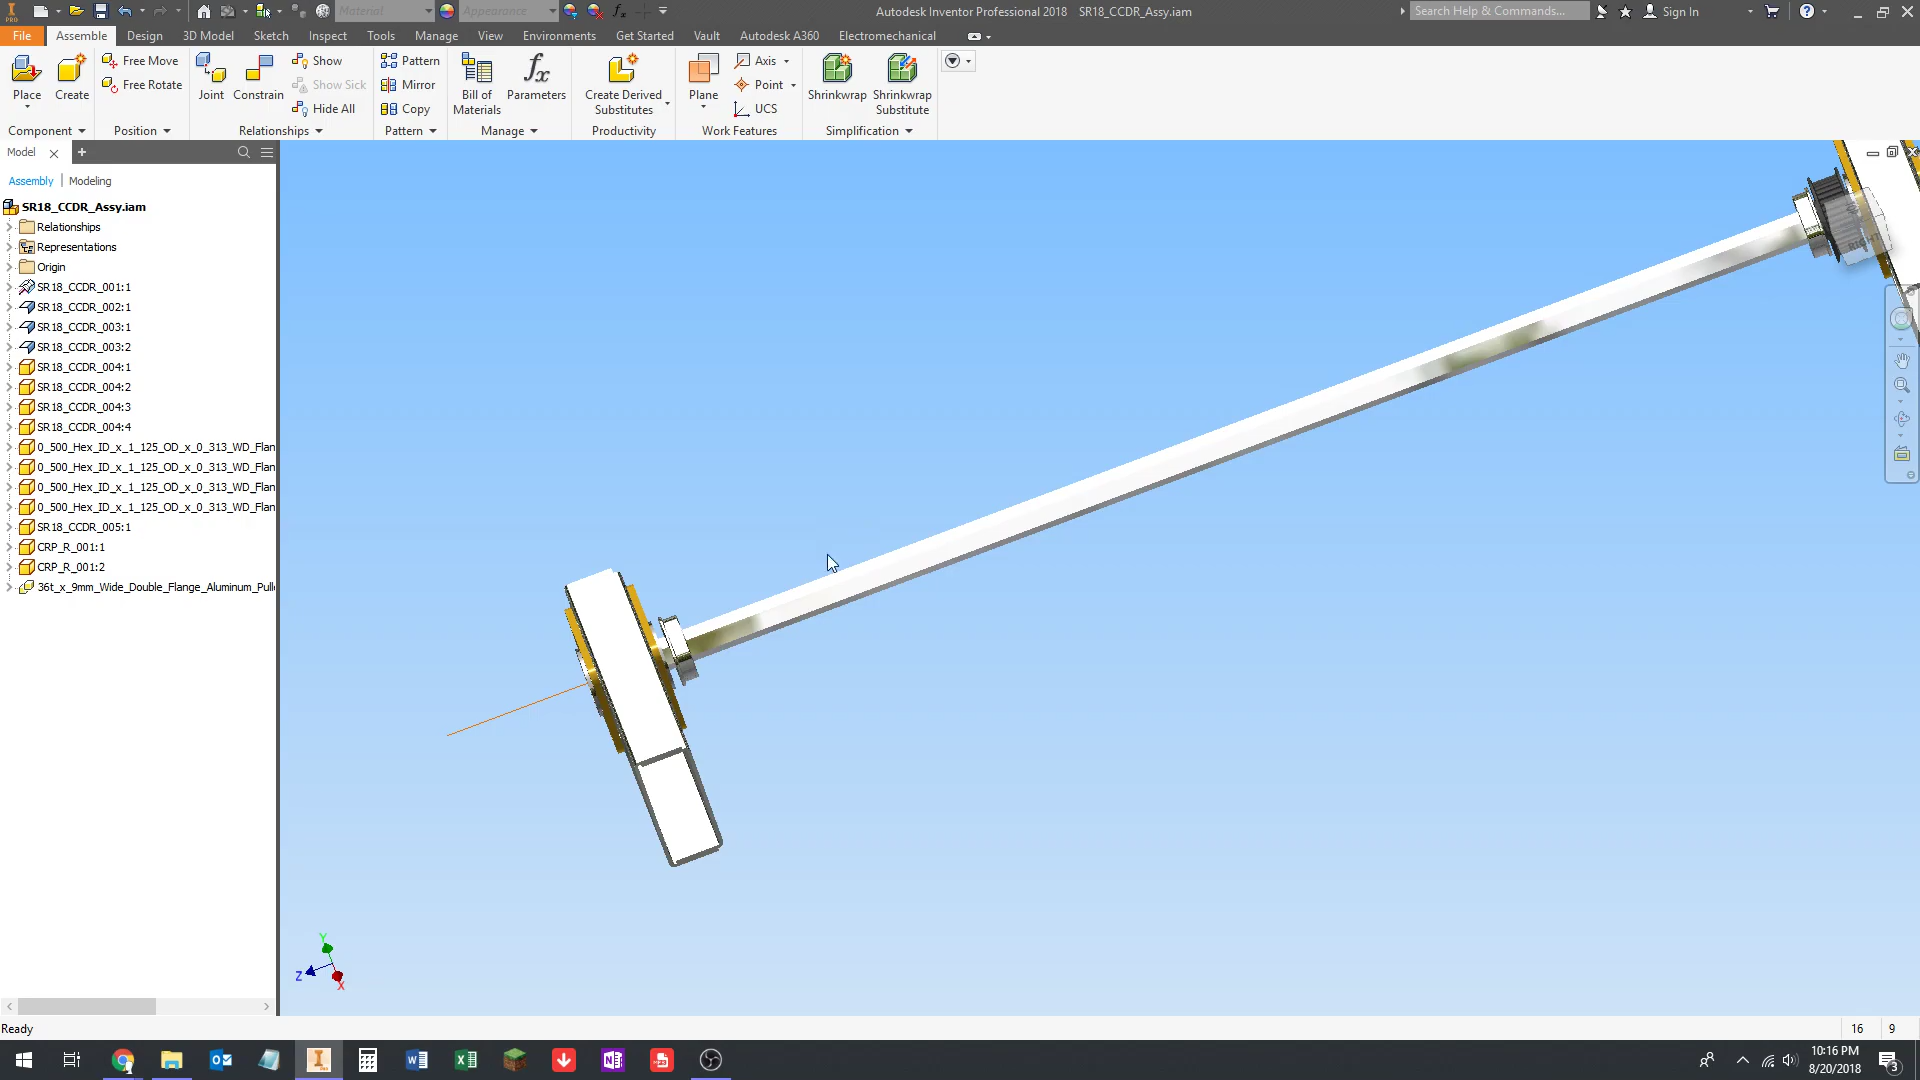 PRO
Material
Appearance
Autodesk Inventor Professional 2018 SR18_CCDR_Assy.iam
Search Help & Commands...
Sign In
File
Assemble
Design
3D Model
Sketch
Inspect
Tools
Manage
View
Environments
Get Started
Vault
Autodesk A360
Electromechanical
Place
Create
Free Move
Free Rotate
Joint
Constrain
Show
Show Sick
Hide All
Pattern
Mirror
Copy
Bill of
Materials
Parameters
Create Derived
Substitutes
Plane
Axis
Point
UCS
Shrinkwrap
Shrinkwrap
Substitute
Component
Position
Relationships
Pattern
Manage
Productivity
Work Features
Simplification
Model
Assembly
Modeling
SR18_CCDR_Assy.iam
Relationships
Representations
Origin
SR18_CCDR_001:1
SR18_CCDR_002:1
SR18_CCDR_003:1
SR18_CCDR_003:2
SR18_CCDR_004:1
SR18_CCDR_004:2
SR18_CCDR_004:3
SR18_CCDR_004:4
0_500_Hex_ID_x_1_125_OD_x_0_313_WD_Flan
0_500_Hex_ID_x_1_125_OD_x_0_313_WD_Flan
0_500_Hex_ID_x_1_125_OD_x_0_313_WD_Flan
0_500_Hex_ID_x_1_125_OD_x_0_313_WD_Flan
SR18_CCDR_005:1
CRP_R_001:1
CRP_R_001:2
36t_x_9mm_Wide_Double_Flange_Aluminum_Pull
RIGHT
Y
Z
X
Ready
16
9
10:16 PM
8/20/2018
3